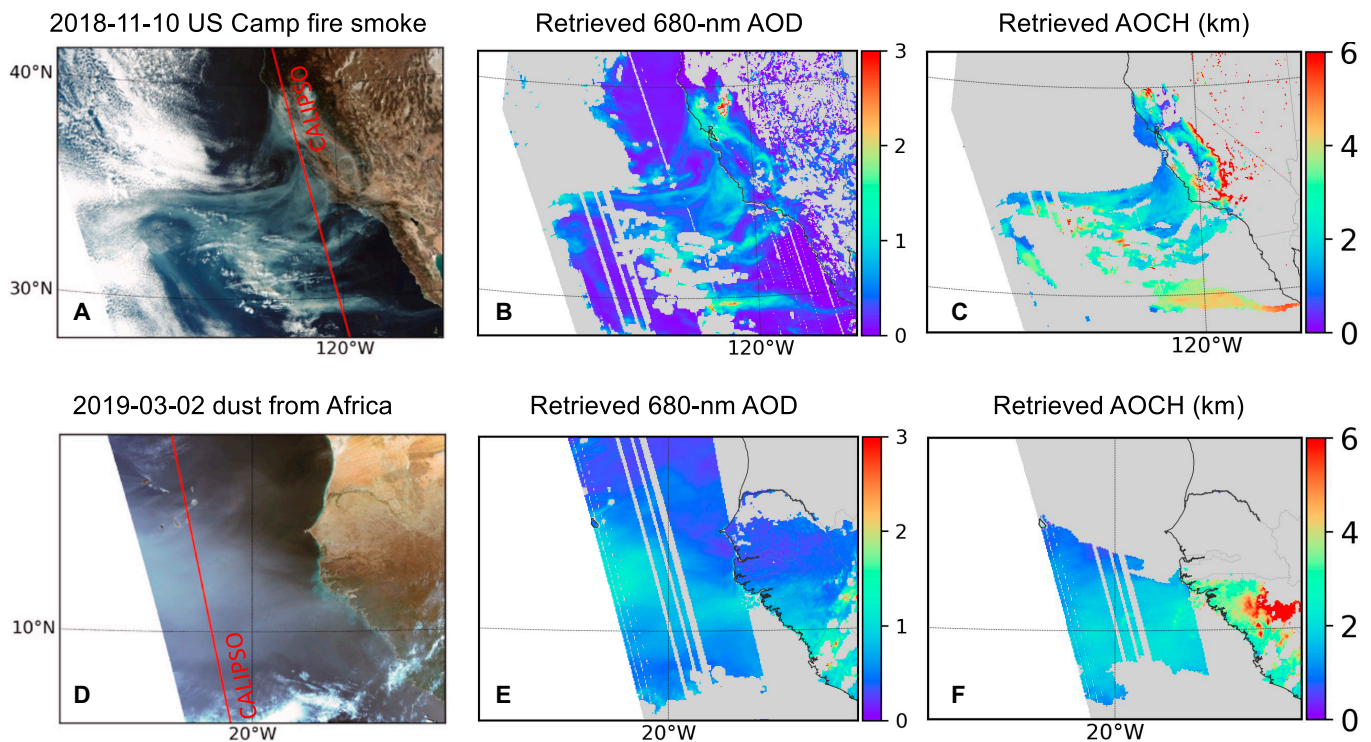 2018-11-10 US Camp fire smoke
Retrieved 680-nm AOD
Retrieved AOCH (km)
40°N
30°N
120°W
CALIPSO
A
3
2
1
0
120°W
B
6
4
2
0
120°W
C
2019-03-02 dust from Africa
Retrieved 680-nm AOD
Retrieved AOCH (km)
10°N
20°W
CALIPSO
D
3
2
1
0
20°W
E
6
4
2
0
20°W
F